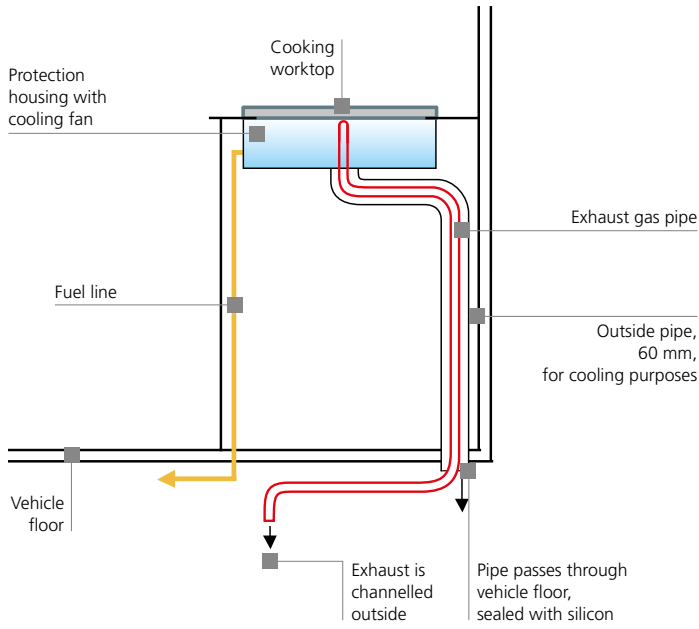 Cooking
worktop
Protection
housing with
cooling fan
Exhaust gas pipe
Fuel line
Outside pipe,
60 mm,
for cooling purposes
Vehicle
floor
Exhaust is
channelled
outside
Pipe passes through
vehicle floor,
sealed with silicon